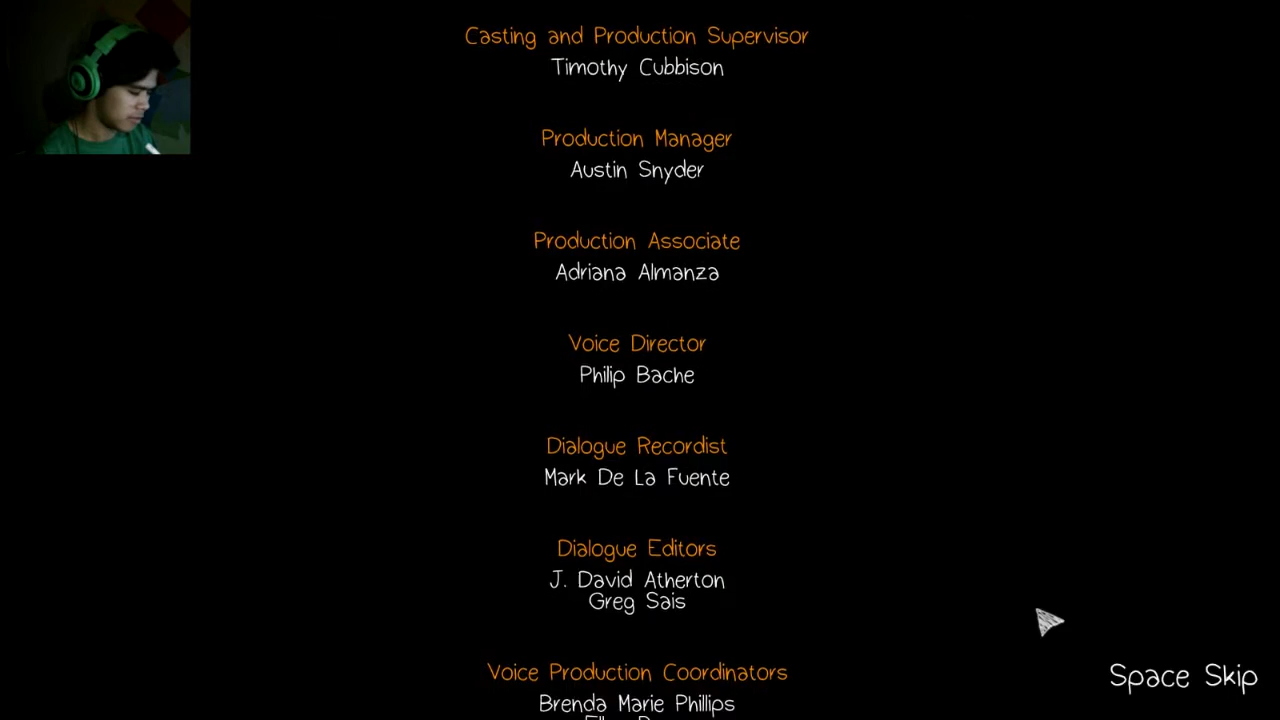 Casting and Production Supervisor
Timothy Cubbison
Production Manager
Austin Snyder
Production Associate
Adriana Almanza
Voice Director
Philip Bache
Dialogue Recordist
Mark De La Fuente
Dialogue Editors
J. David Atherton
Greg Sais
Voice Production Coordinators
Brenda Marie Phillips
Space Skip